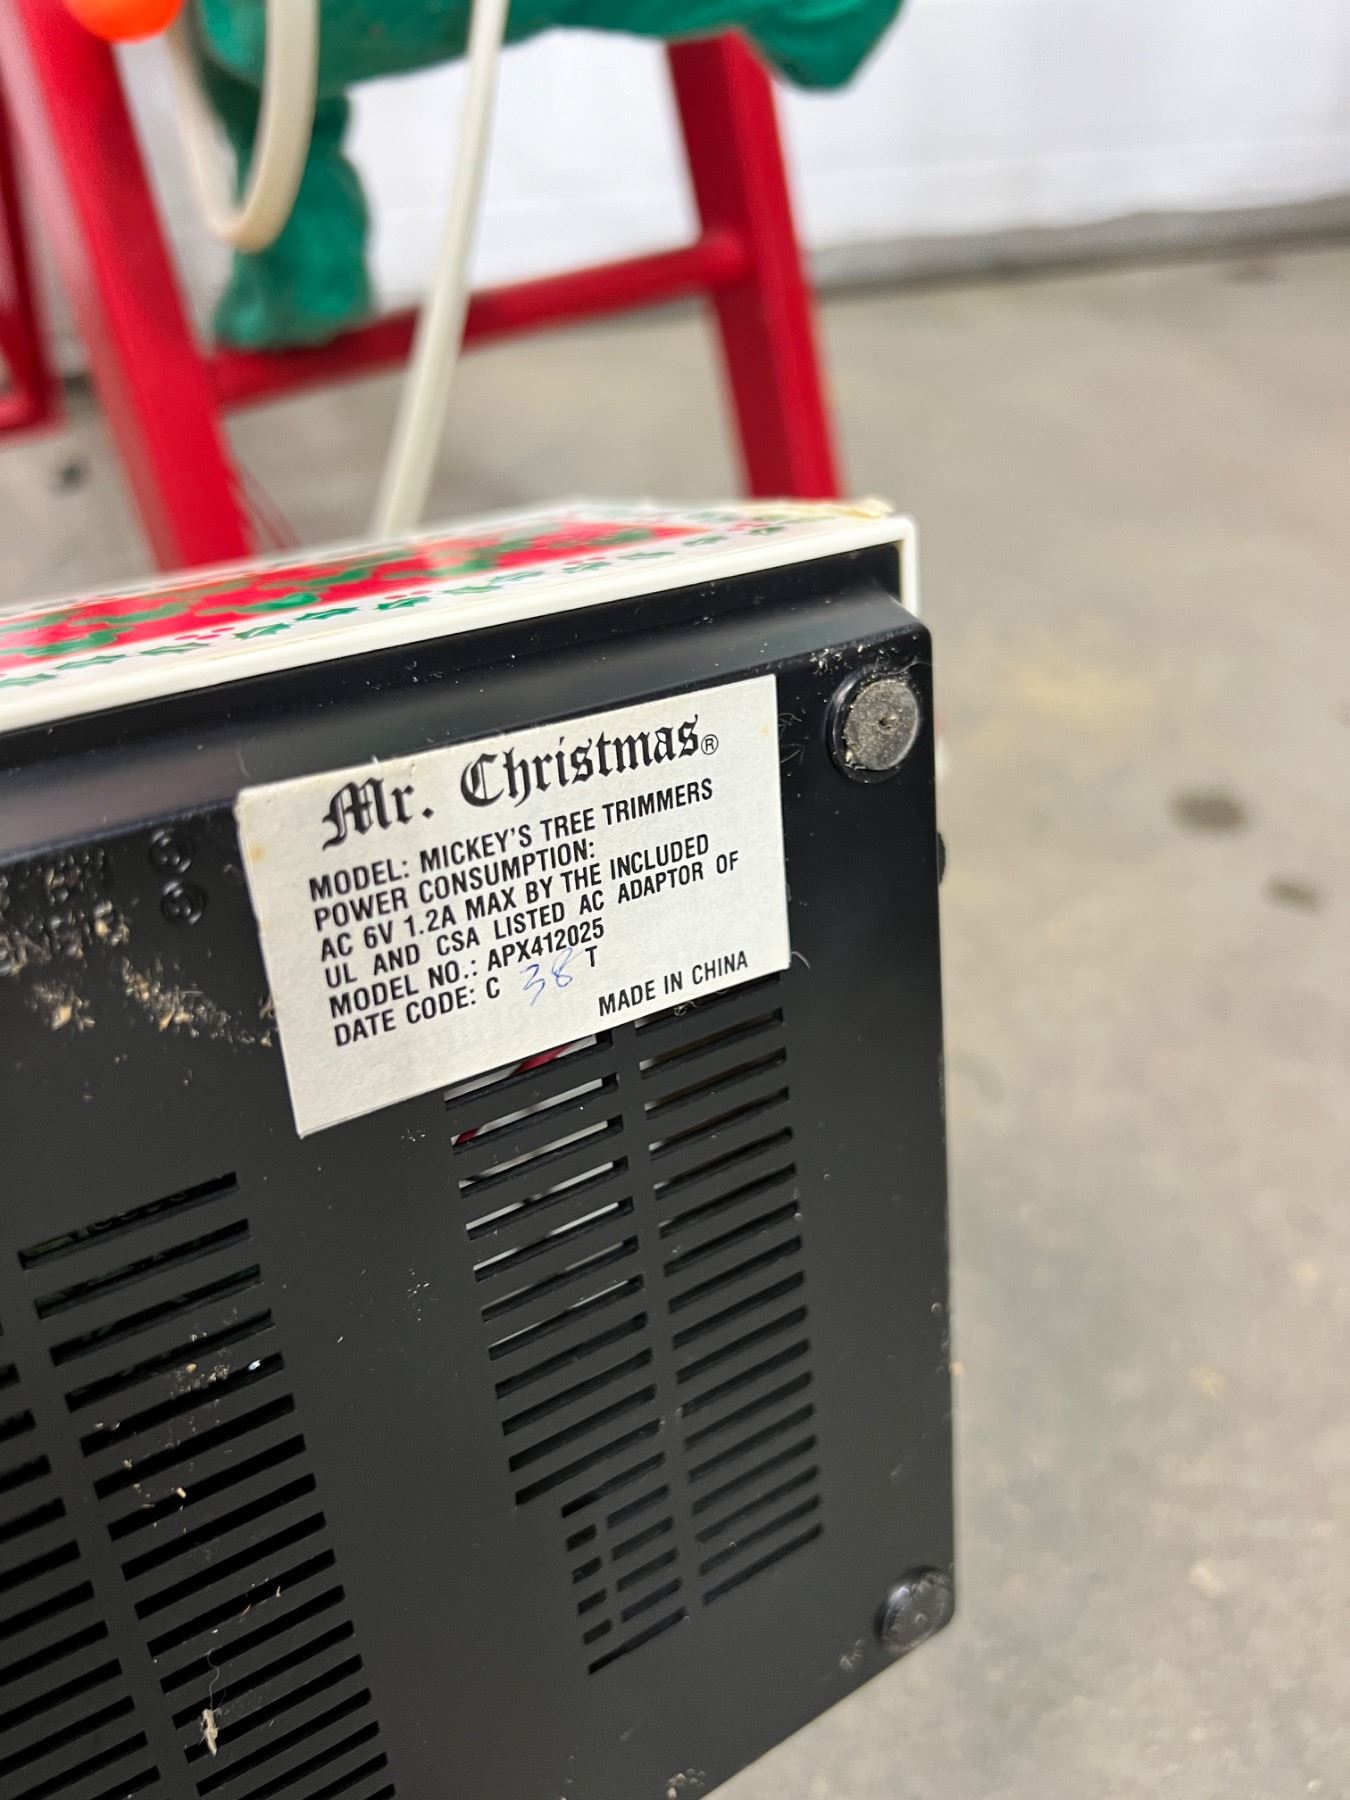 Mr. Christmas®
MODEL: MICKEY'S TREE TRIMMERS
POWER CONSUMPTION:
AC 6V 1.2A MAX BY THE INCLUDED
UL AND CSA LISTED AC ADAPTOR OF
MODEL NO.: APX412025
DATE CODE: C 38 T
MADE IN CHINA